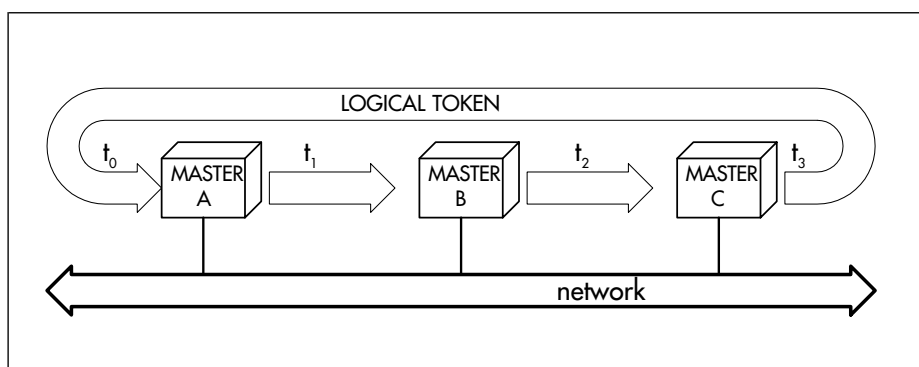 LOGICAL TOKEN
t0
MASTER
A
t1
MASTER
B
t2
MASTER
C
t3
network